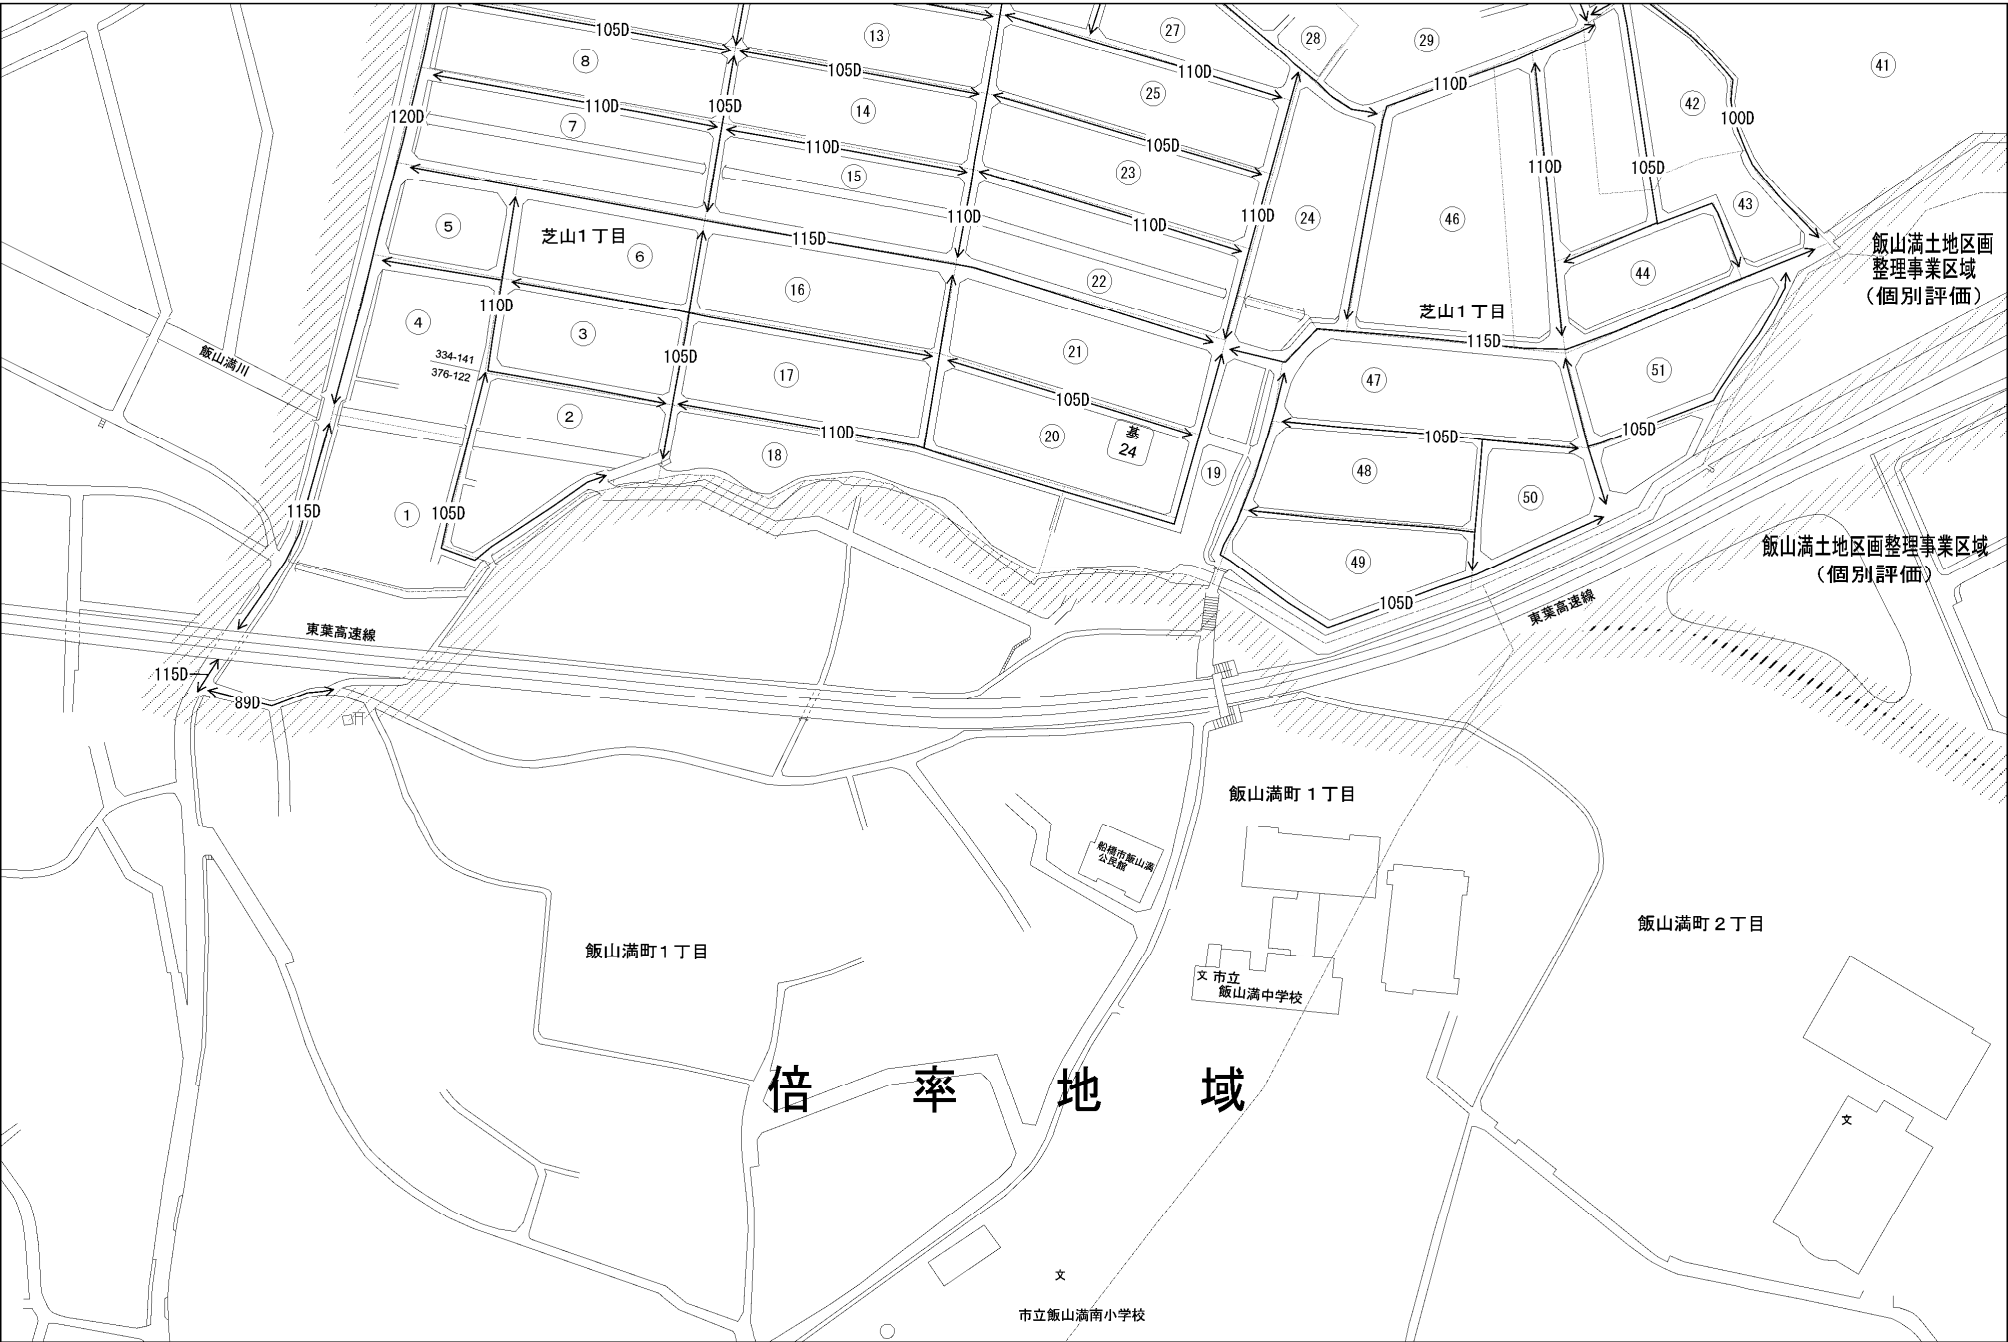 105D
⑬
㉗
㉘
㉙
㊶
⑧
105D
110D
110D
110D
105D
⑭
㉕
㊷
120D
⑦
100D
110D
105D
110D
105D
⑮
㉓
⑤
110D
110D
110D
㉔
㊻
㊸
芝山1丁目
⑥
115D
飯山満土地区画
整理事業区域
(個別評価)
⑯
㉒
㊹
110D
芝山1丁目
④
③
115D
334-141
376-122
飯山満川
105D
⑰
㉑
㊼
51
②
105D
110D
⑳
基
24
105D
105D
⑱
⑲
㊽
㊿
115D
①
105D
飯山満土地区画整理事業区域
(個別評価)
㊾
105D
東葉高速線
東葉高速線
115D
89D
飯山満町1丁目
船橋市飯山満
公民館
飯山満町2丁目
飯山満町1丁目
文 市立
飯山満中学校
倍率地域
文
文
市立飯山満南小学校